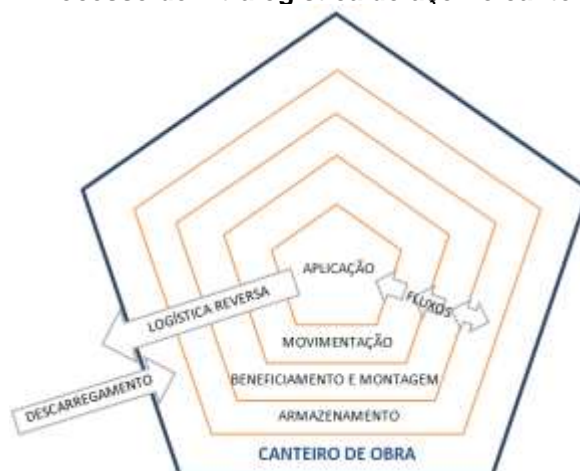 APLICAÇÃO
FLUXOS
LOGÍSTICA REVERSA
MOVIMENTAÇÃO
DESCARREGAMENTO
BENEFICIAMENTO E MONTAGEM
ARMAZENAMENTO
CANTEIRO DE OBRA